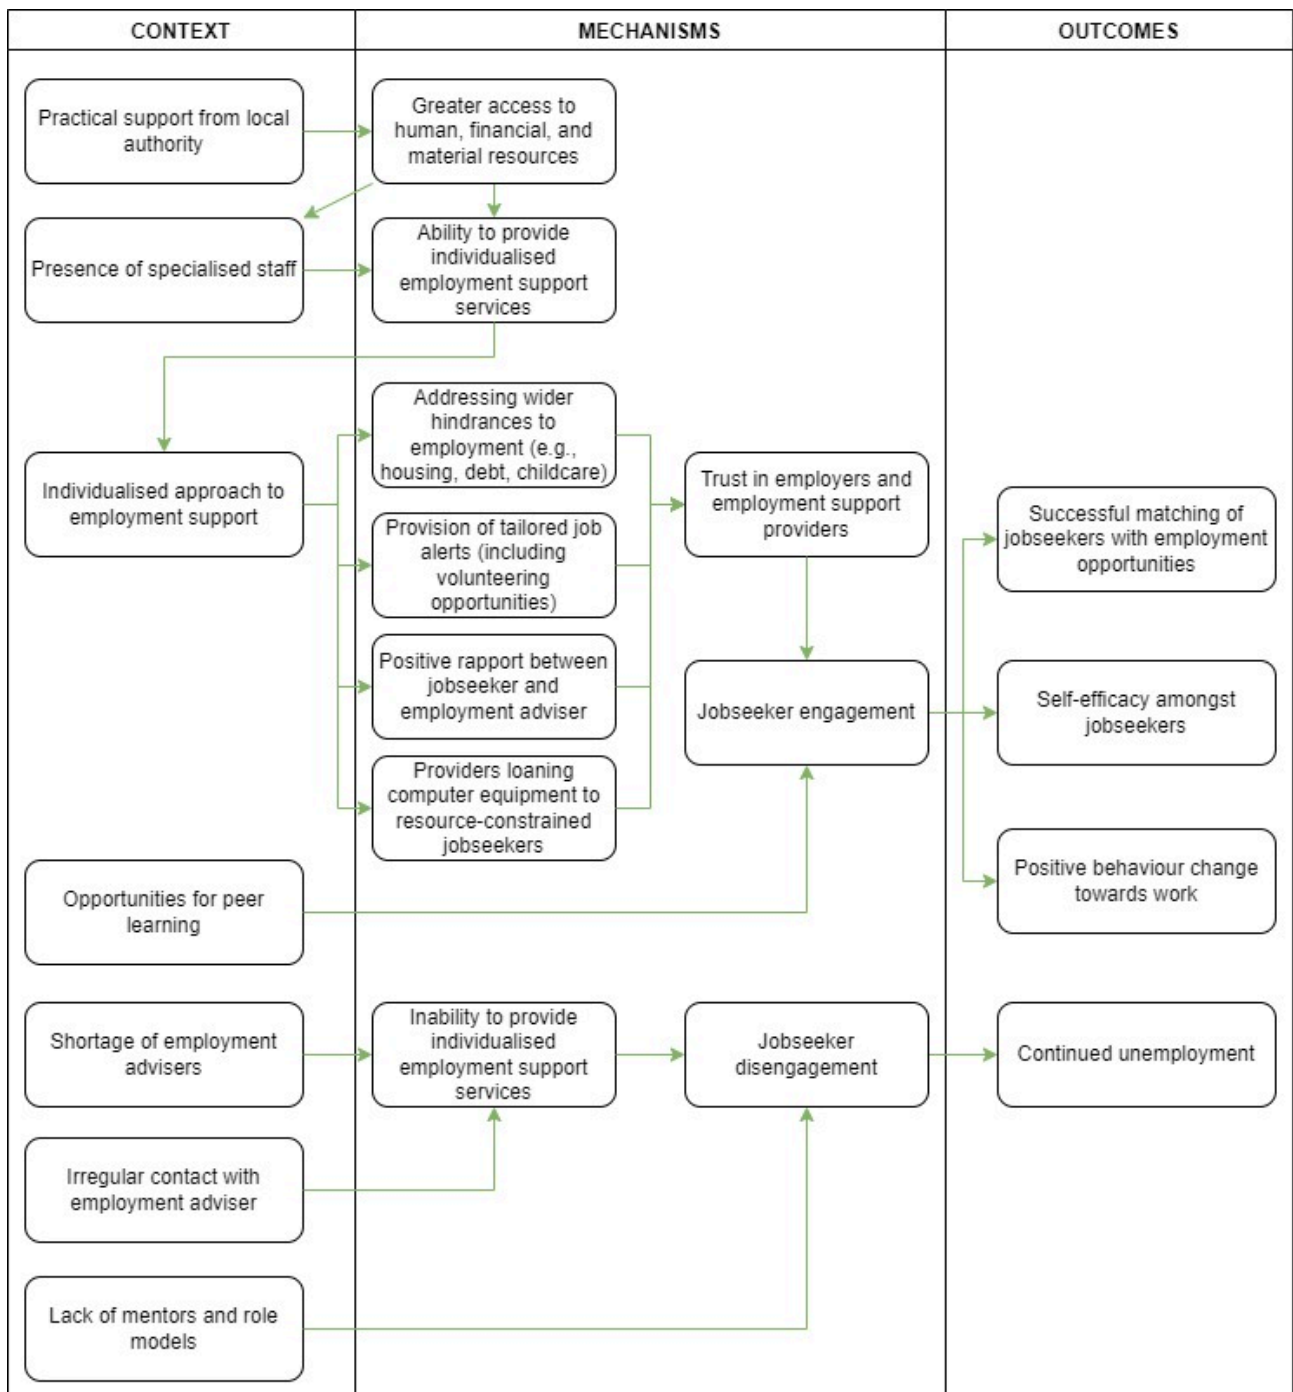 CONTEXT
MECHANISMS
OUTCOMES
Practical support from local
authority
Greater access to
human, financial, and
material resources
Presence of specialised staff
Ability to provide
individualised
employment support
services
Individualised approach to
employment support
Addressing wider
hindrances to
employment (e.g.,
housing, debt, childcare)
Provision of tailored job
alerts (including
volunteering
opportunities)
Positive rapport between
jobseeker and
employment adviser
Providers loaning
computer equipment to
resource-constrained
jobseekers
Trust in employers and
employment support
providers
Jobseeker engagement
Successful matching of
jobseekers with employment
opportunities
Self-efficacy amongst
jobseekers
Positive behaviour change
towards work
Opportunities for peer
learning
Shortage of employment
advisers
Inability to provide
individualised
employment support
services
Jobseeker
disengagement
Continued unemployment
Irregular contact with
employment adviser
Lack of mentors and role
models